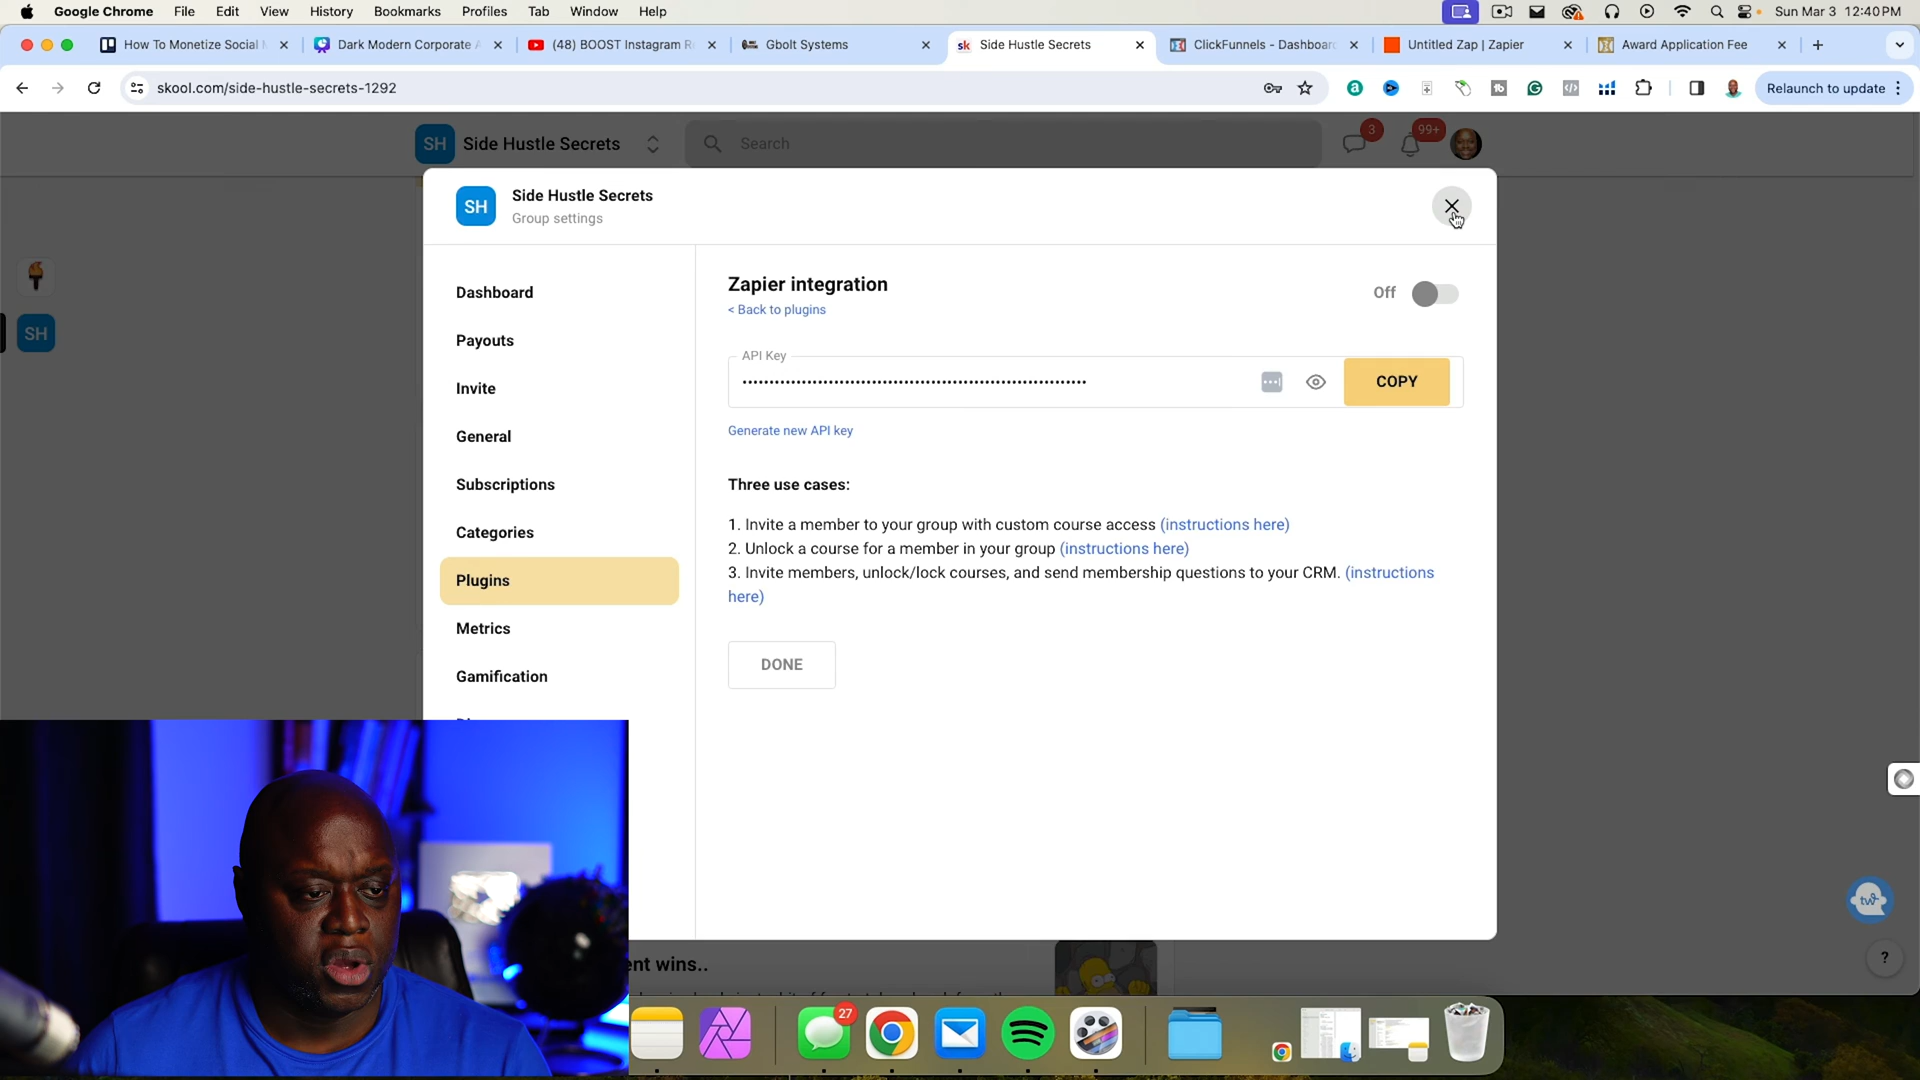 Google Chrome File Edit View History Bookmarks Profiles Tab Window Help Sun Mar 3 12:40 PM
How To Monetize Social Dark Modern Corporate (48) BOOST Instagram Gbolt Systems Side Hustle Secrets ClickFunnels - Dashboar Untitled Zap | Zapier Award Application Fee
skool.com/side-hustle-secrets-1292 Relaunch to update
SH Side Hustle Secrets Search 3 99+
SH Side Hustle Secrets
Group settings
SH
Dashboard
Payouts
Invite
General
Subscriptions
Categories
Plugins
Metrics
Gamification
Zapier integration
Off
< Back to plugins
API Key
COPY
Generate new API key
Three use cases:
1. Invite a member to your group with custom course access (instructions here)
2. Unlock a course for a member in your group (instructions here)
3. Invite members, unlock/lock courses, and send membership questions to your CRM. (instructions
here)
DONE
tw
?
ent wins..
27